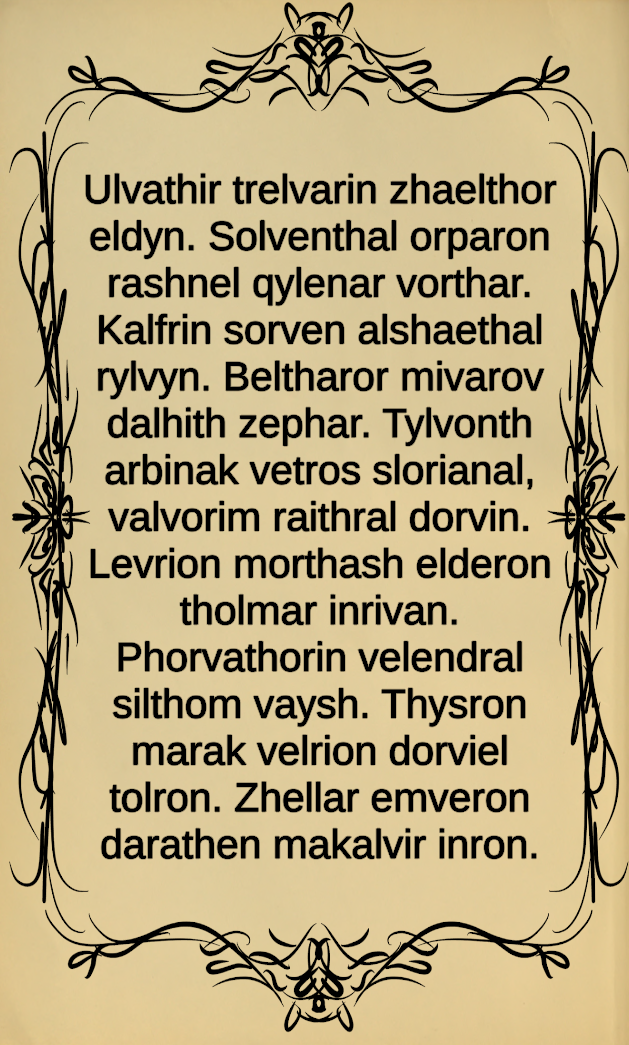 Ulvathir trelvarin zhaelthor
eldyn. Solventhal orparon
rashnel qylenar vorthar.
Kalfrin sorven alshaethal
rylvyn. Beltharor mivarov
dalhith zephar. Tylvonth
arbinak vetros slorianal,
valvorim raithral dorvin.
Levrion morthash elderon
tholmar inrivan.
Phorvathorin velendral
silthom vaysh. Thysron
marak velrion dorviel
tolron. Zhellar emveron
darathen makalvir inron.